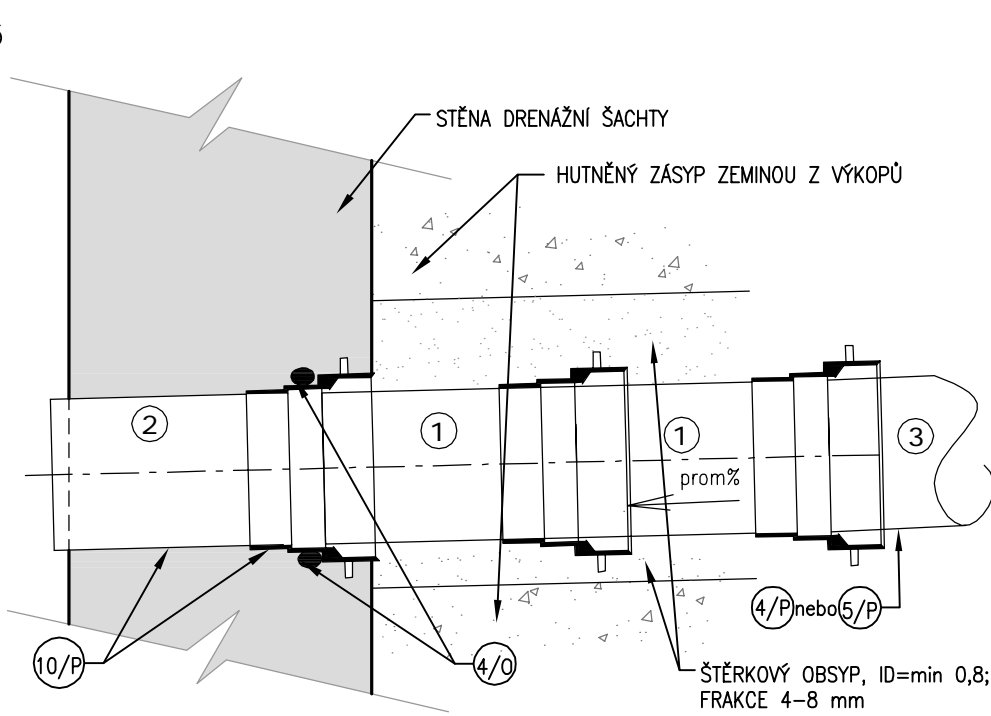 STĚNA DRENÁŽNÍ ŠACHTY
HUTNĚNÝ ZÁSYP ZEMINOU Z VÝKOPŮ
2
1
1
3
prom%
4/P nebo 5/P
10/P
4/O
ŠTĚRKOVÝ OBSYP, ID=min 0,8;
FRAKCE 4-8 mm